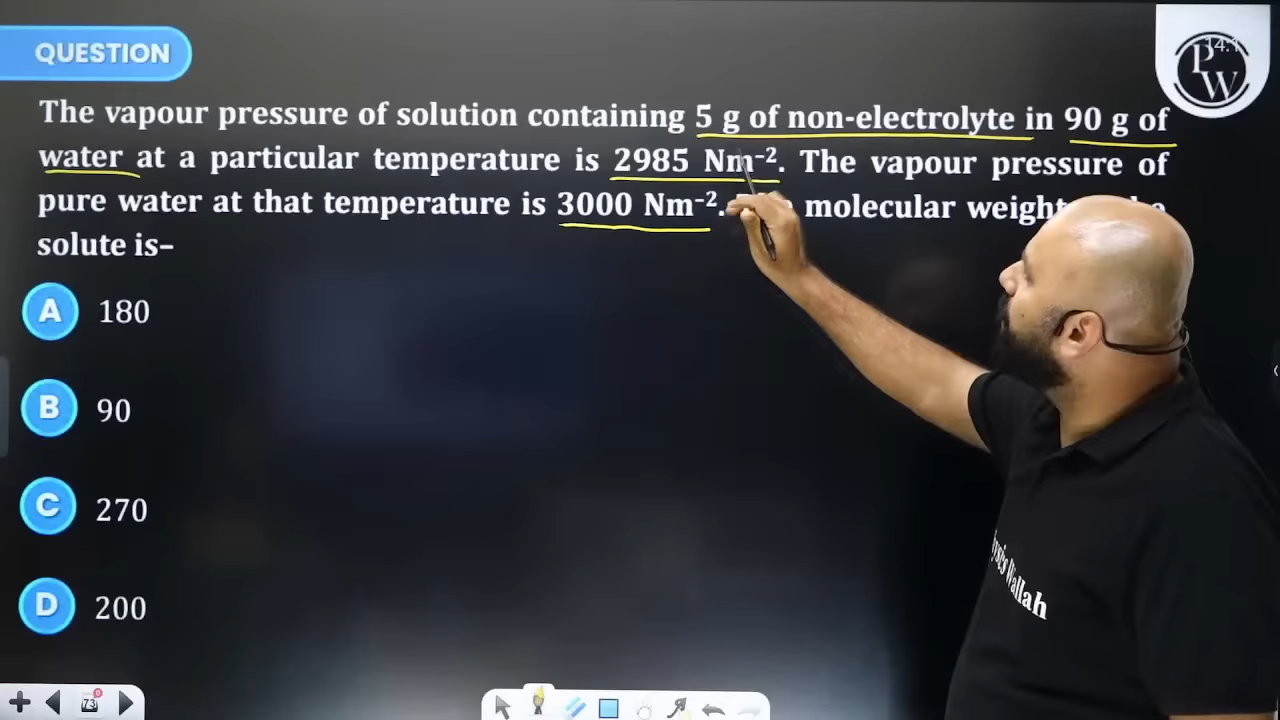 QUESTION
The vapour pressure of solution containing 5 g of non-electrolyte in 90 g of
water at a particular temperature is 2985 Nm⁻². The vapour pressure of
pure water at that temperature is 3000 Nm⁻². molecular weight
solute is–
A 180
B 90
C 270
D 200
PW
Wallah
73